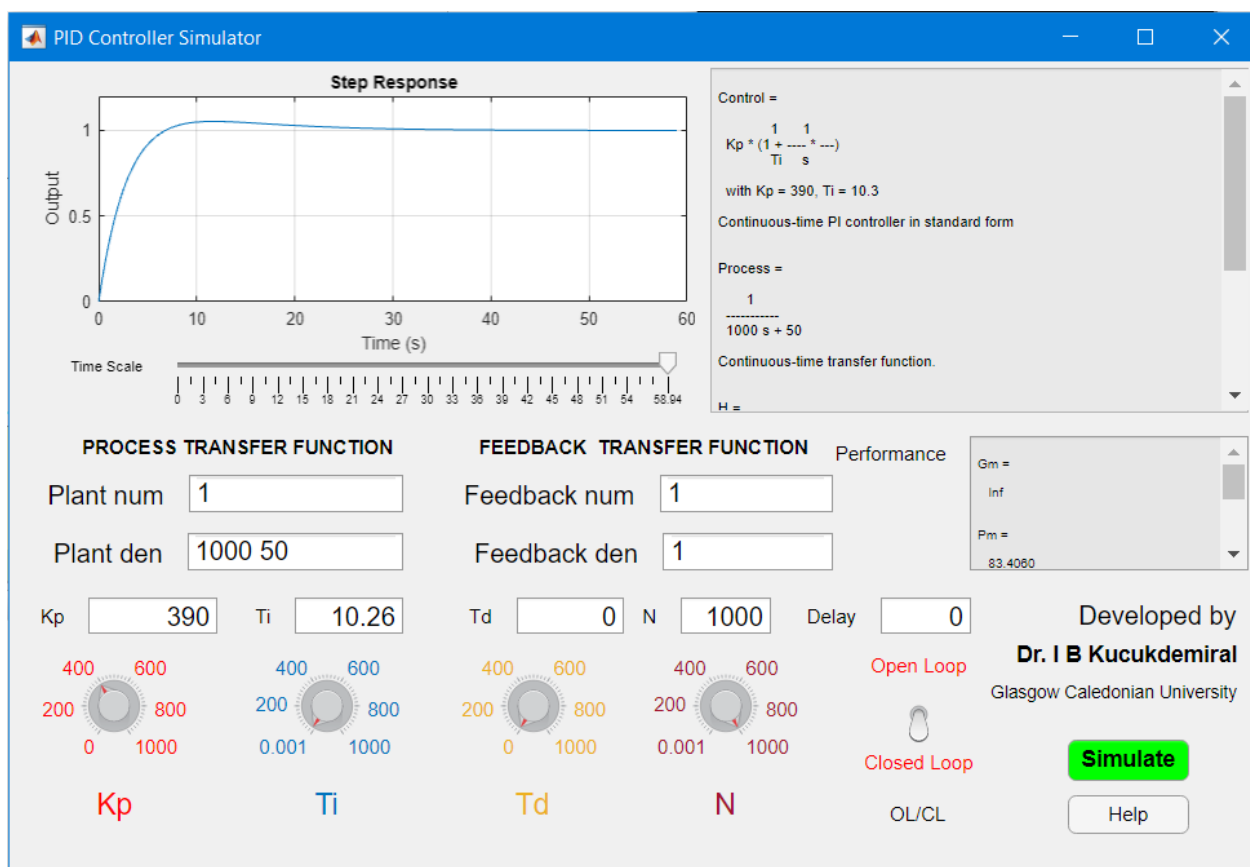 PID Controller Simulator
Step Response
1
0.5
0
Output
0 10 20 30 40 50 60
Time (s)
Time Scale
0 3 6 9 12 15 18 21 24 27 30 33 36 39 42 45 48 51 54 58.94
Control =
1 1
Kp * (1 + ---- * ---)
Ti s
with Kp = 390, Ti = 10.3
Continuous-time PI controller in standard form
Process =
1
-----------
1000 s + 50
Continuous-time transfer function.
H =
PROCESS TRANSFER FUNCTION
Plant num 1
Plant den 1000 50
FEEDBACK TRANSFER FUNCTION
Feedback num 1
Feedback den 1
Performance
Gm =
Inf
Pm =
83.4060
Kp 390 Ti 10.26 Td 0 N 1000 Delay 0
400 600
200 800
0 1000
Kp
400 600
200 800
0.001 1000
Ti
400 600
200 800
0 1000
Td
400 600
200 800
0.001 1000
N
Open Loop
Closed Loop
OL/CL
Developed by
Dr. I B Kucukdemiral
Glasgow Caledonian University
Simulate
Help